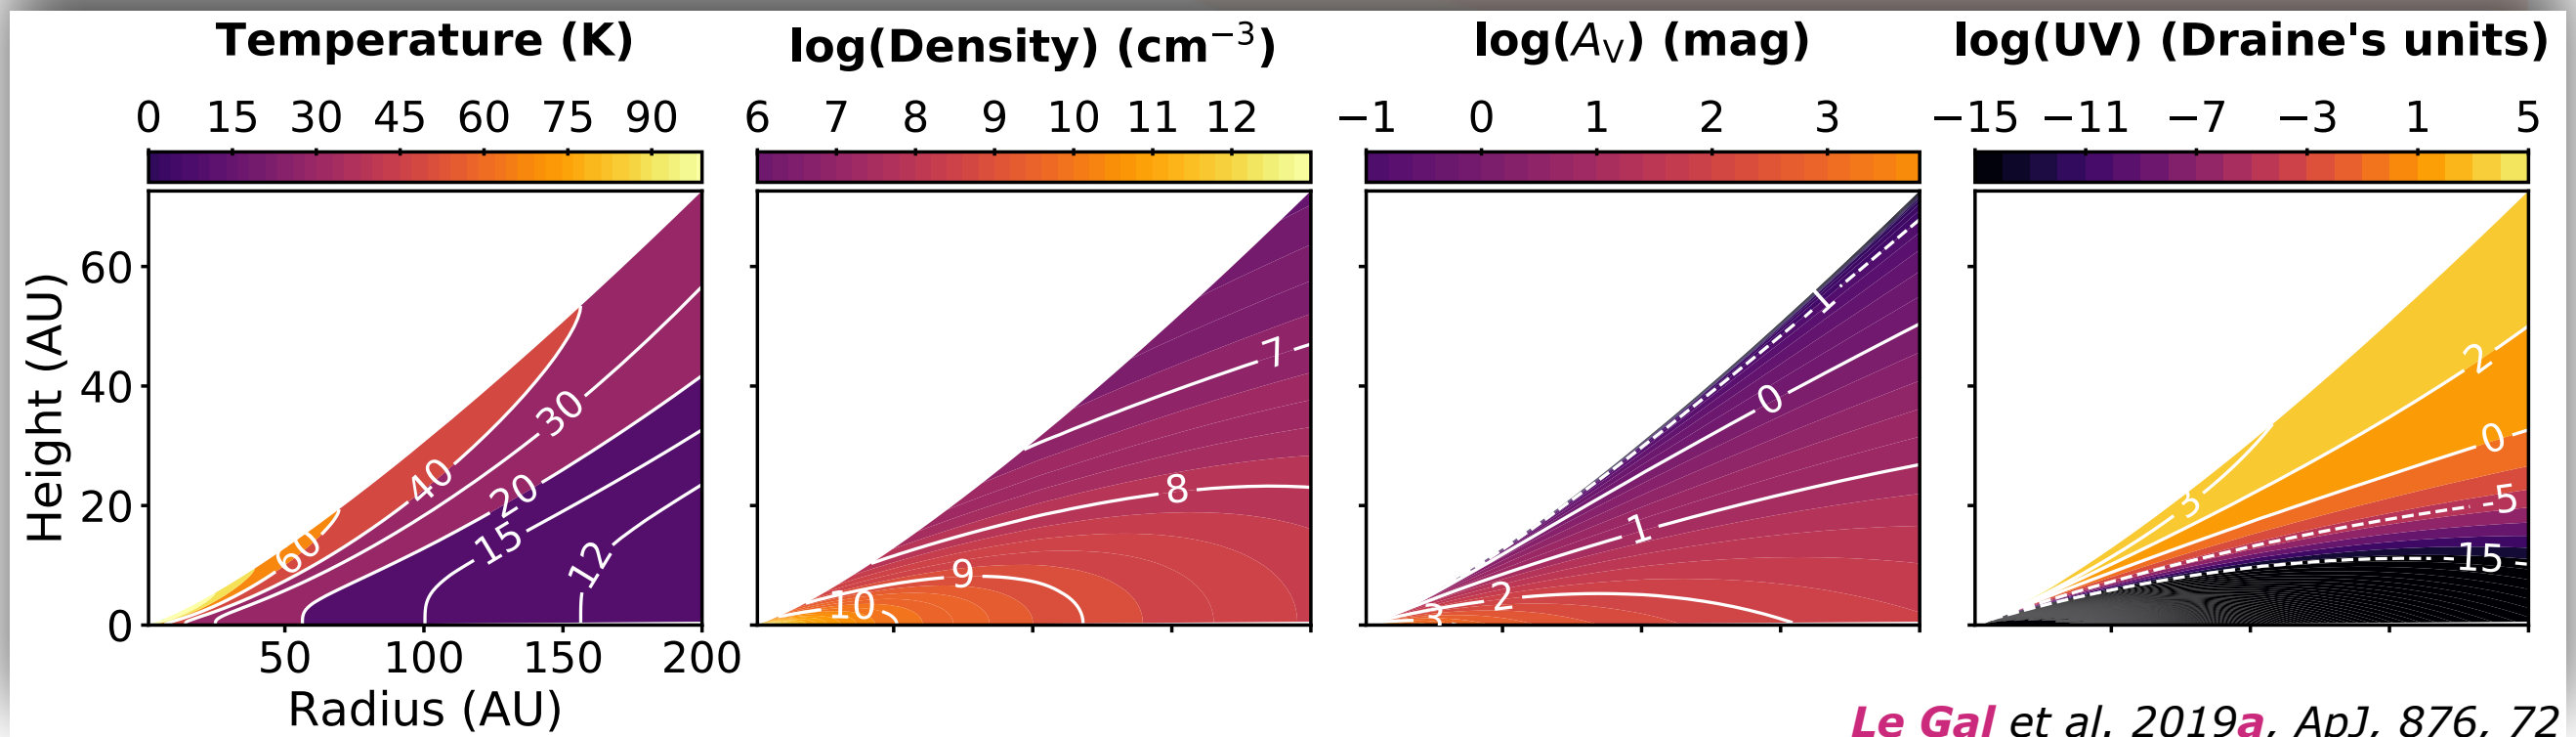 Temperature (K)
log(Density) (cm⁻³)
log(A_V) (mag)
log(UV) (Draine's units)
0 15 30 45 60 75 90
6 7 8 9 10 11 12
−1 0 1 2 3
−15 −11 −7 −3 1 5
Height (AU)
60
40
20
0
60
40
30
20
15
12
7
8
9
10
1
0
1
2
3
2
0
3
-5
15
50 100 150 200
Radius (AU)
Le Gal et al. 2019a, ApJ, 876, 72